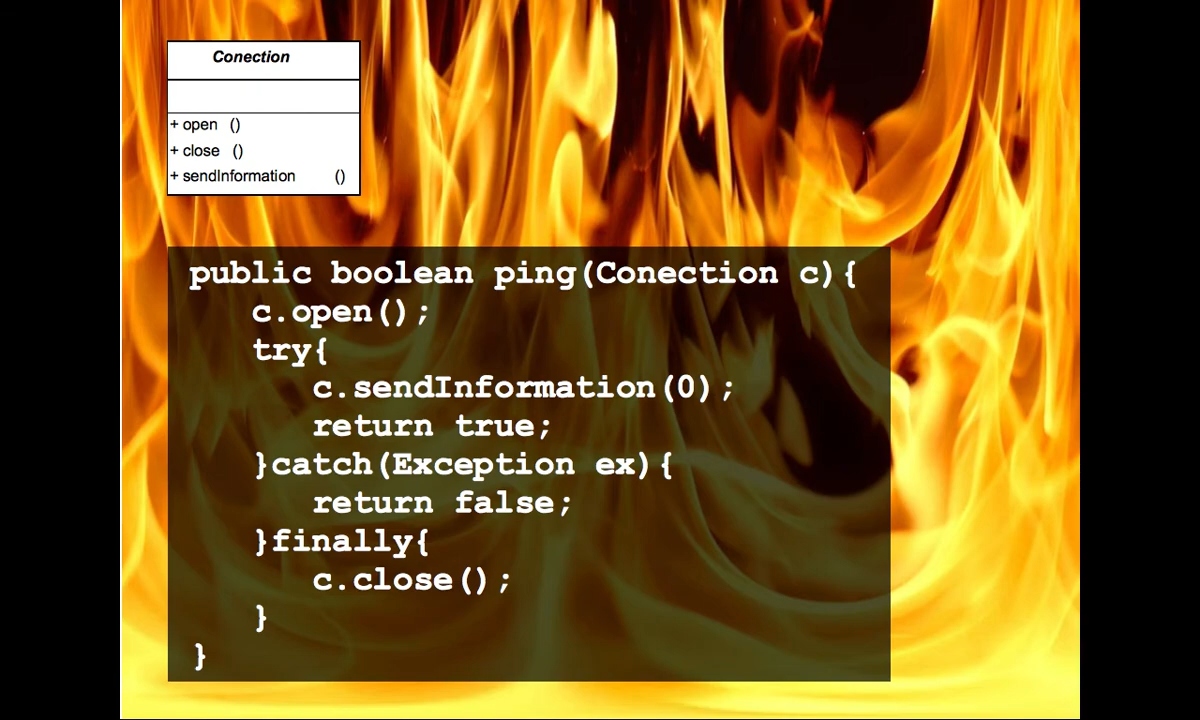 Conection
+ open ()
+ close ()
+ sendInformation ()
public boolean ping(Conection c){
c.open();
try{
c.sendInformation(0);
return true;
}catch(Exception ex){
return false;
}finally{
c.close();
}
}